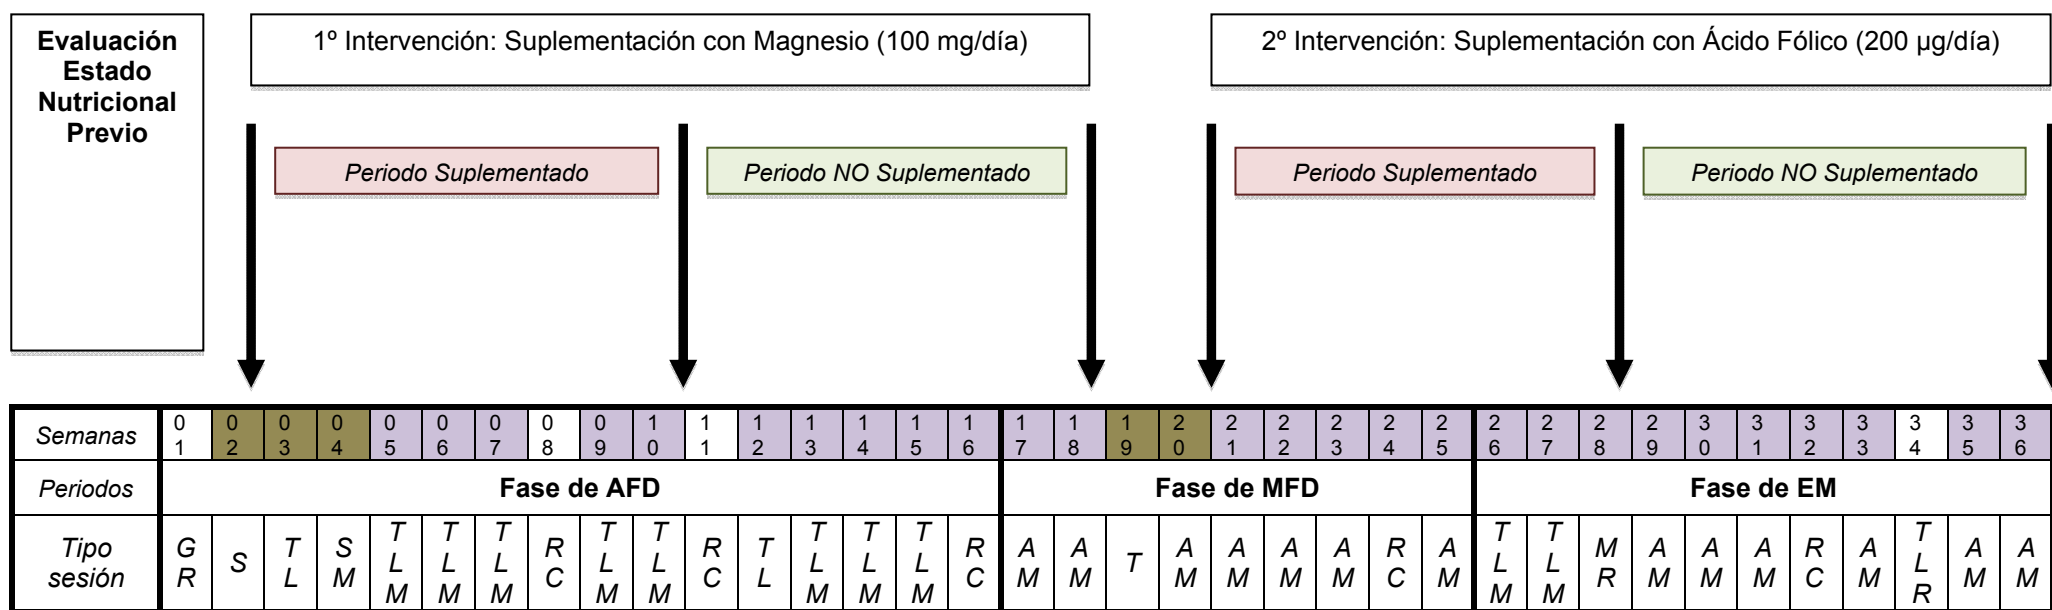 Evaluación
Estado
Nutricional
Previo
1º Intervención: Suplementación con Magnesio (100 mg/día)
2º Intervención: Suplementación con Ácido Fólico (200 µg/día)
Periodo Suplementado
Periodo NO Suplementado
Periodo Suplementado
Periodo NO Suplementado
Semanas 01 02 03 04 05 06 07 08 09 10 11 12 13 14 15 16 17 18 19 20 21 22 23 24 25 26 27 28 29 30 31 32 33 34 35 36
Periodos Fase de AFD Fase de MFD Fase de EM
Tipo sesión GR S TL SM TLM TLM TLM RC TLM TLM RC TL TLM TLM TLM RC AM AM T AM AM AM AM RC AM TLM TLM MR AM AM AM RC AM TLR AM AM